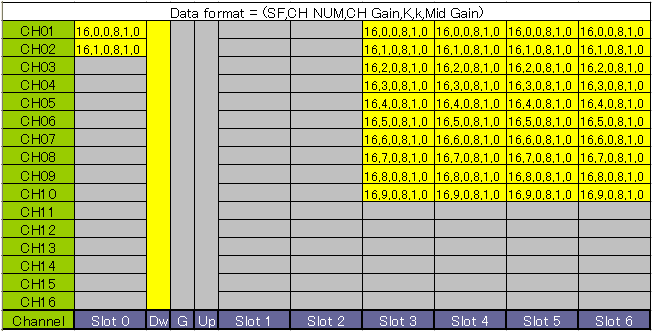 Data format = (SF,CH NUM,CH Gain,K,k,Mid Gain)
CH01 16,0,0,8,1,0 16,0,0,8,1,0 16,0,0,8,1,0 16,0,0,8,1,0 16,0,0,8,1,0
CH02 16,1,0,8,1,0 16,1,0,8,1,0 16,1,0,8,1,0 16,1,0,8,1,0 16,1,0,8,1,0
CH03 16,2,0,8,1,0 16,2,0,8,1,0 16,2,0,8,1,0 16,2,0,8,1,0
CH04 16,3,0,8,1,0 16,3,0,8,1,0 16,3,0,8,1,0 16,3,0,8,1,0
CH05 16,4,0,8,1,0 16,4,0,8,1,0 16,4,0,8,1,0 16,4,0,8,1,0
CH06 16,5,0,8,1,0 16,5,0,8,1,0 16,5,0,8,1,0 16,5,0,8,1,0
CH07 16,6,0,8,1,0 16,6,0,8,1,0 16,6,0,8,1,0 16,6,0,8,1,0
CH08 16,7,0,8,1,0 16,7,0,8,1,0 16,7,0,8,1,0 16,7,0,8,1,0
CH09 16,8,0,8,1,0 16,8,0,8,1,0 16,8,0,8,1,0 16,8,0,8,1,0
CH10 16,9,0,8,1,0 16,9,0,8,1,0 16,9,0,8,1,0 16,9,0,8,1,0
CH11
CH12
CH13
CH14
CH15
CH16
Channel Slot 0 Dw G Up Slot 1 Slot 2 Slot 3 Slot 4 Slot 5 Slot 6